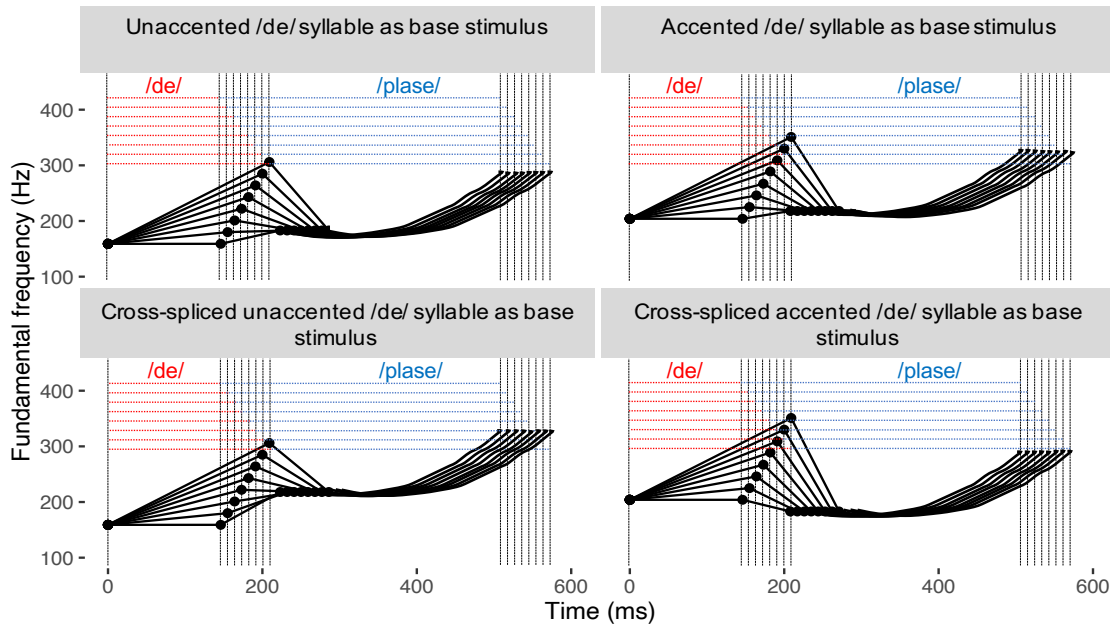 Unaccented /de/ syllable as base stimulus
Accented /de/ syllable as base stimulus
/de/
/plase/
/de/
/plase/
400
300
200
100
Cross-spliced unaccented /de/ syllable as base
stimulus
Cross-spliced accented /de/ syllable as base
stimulus
/de/
/plase/
/de/
/plase/
400
300
200
100
Fundamental frequency (Hz)
0
200
400
600
0
200
400
600
Time (ms)